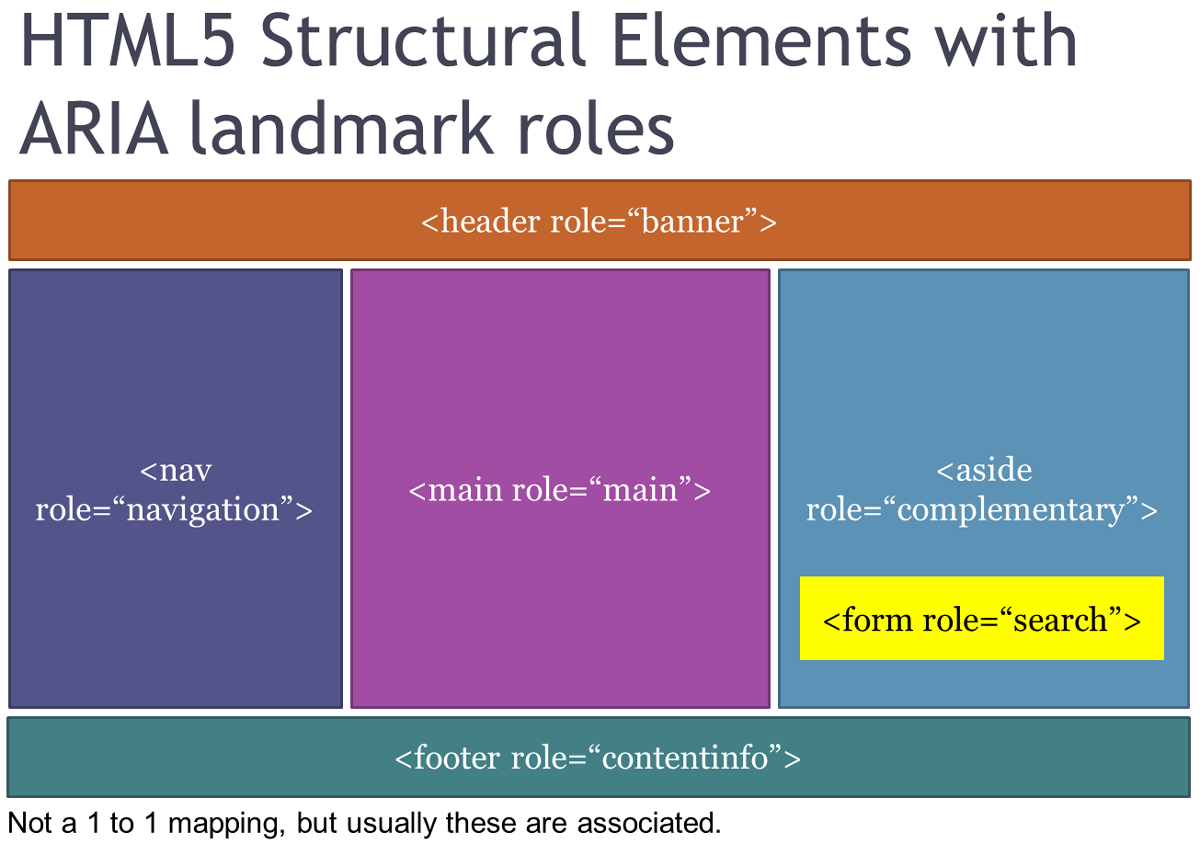 HTML5 Structural Elements with
ARIA landmark roles
<header role=“banner”>
<nav
role=“navigation”>
<main role=“main”>
<aside
role=“complementary”>
<form role=“search”>
<footer role=“contentinfo”>
Not a 1 to 1 mapping, but usually these are associated.